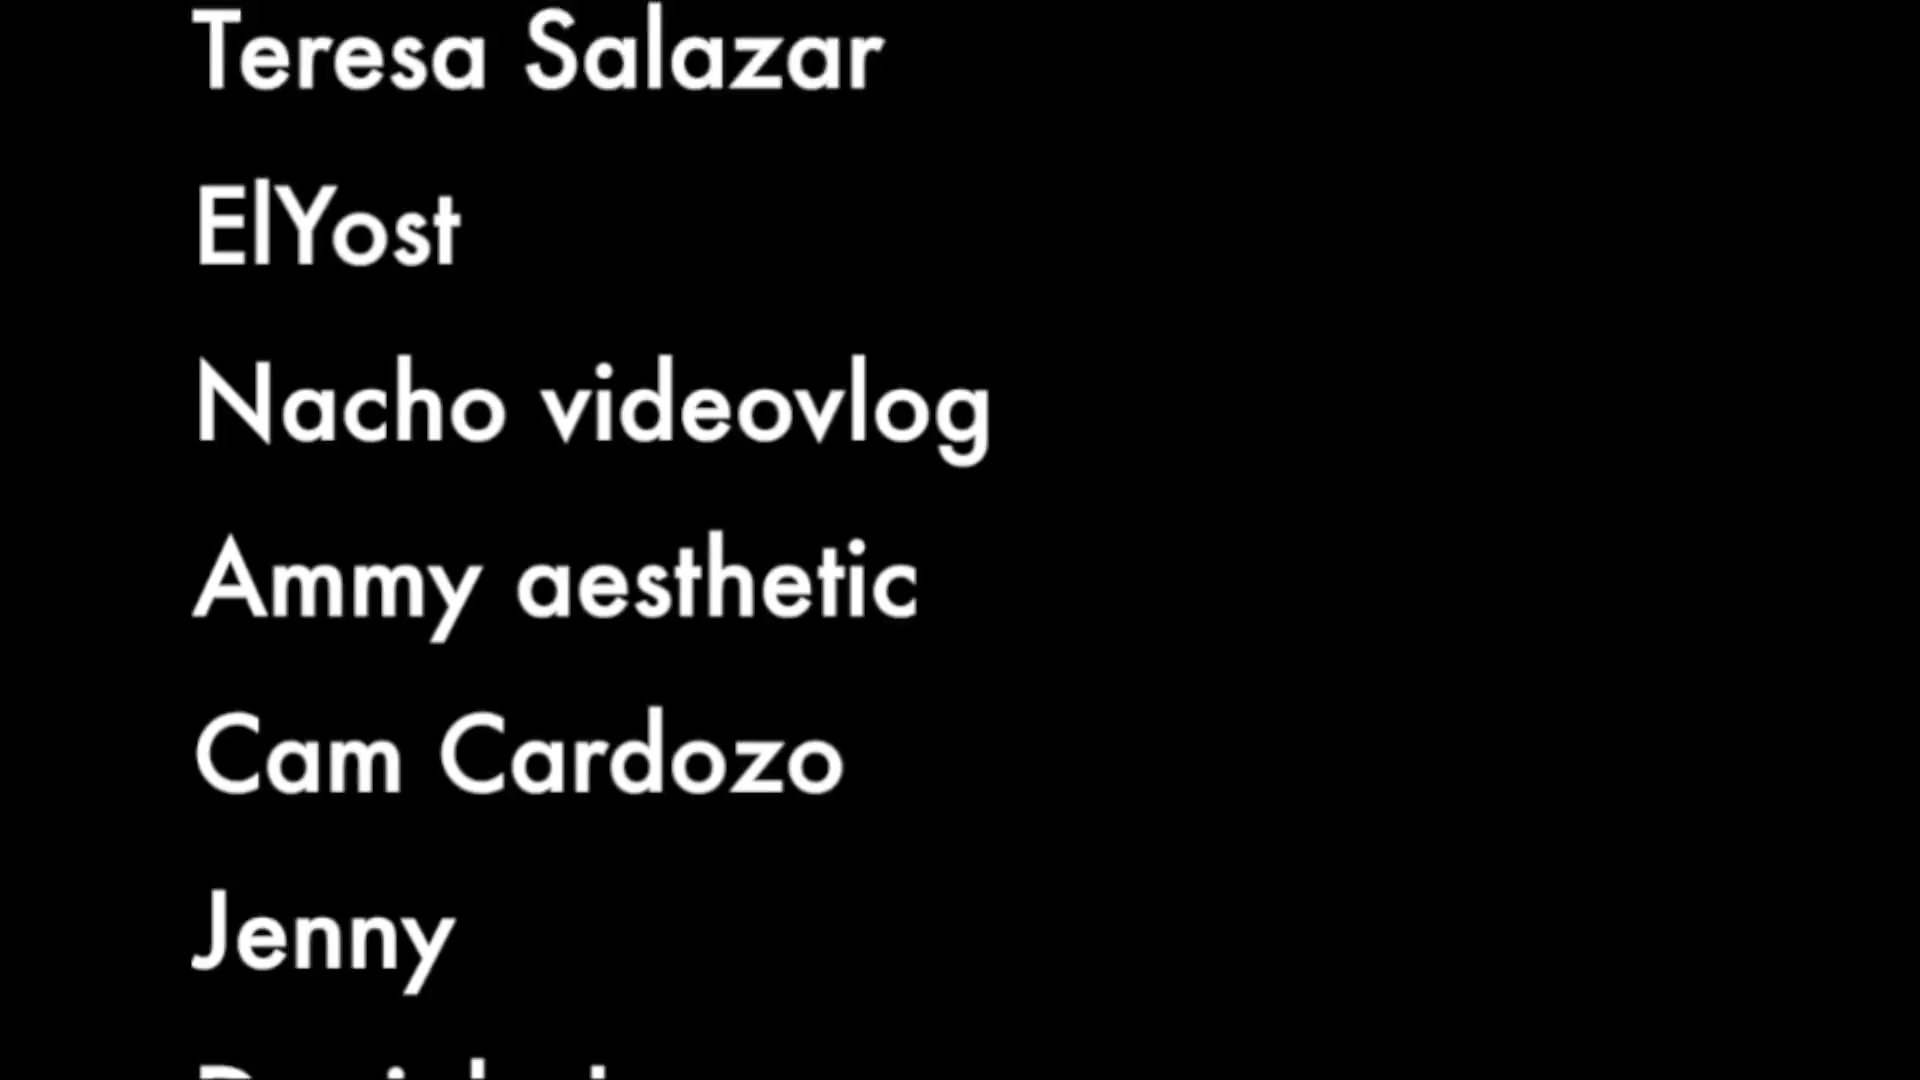 Teresa Salazar
ElYost
Nacho videovlog
Ammy aesthetic
Cam Cardozo
Jenny